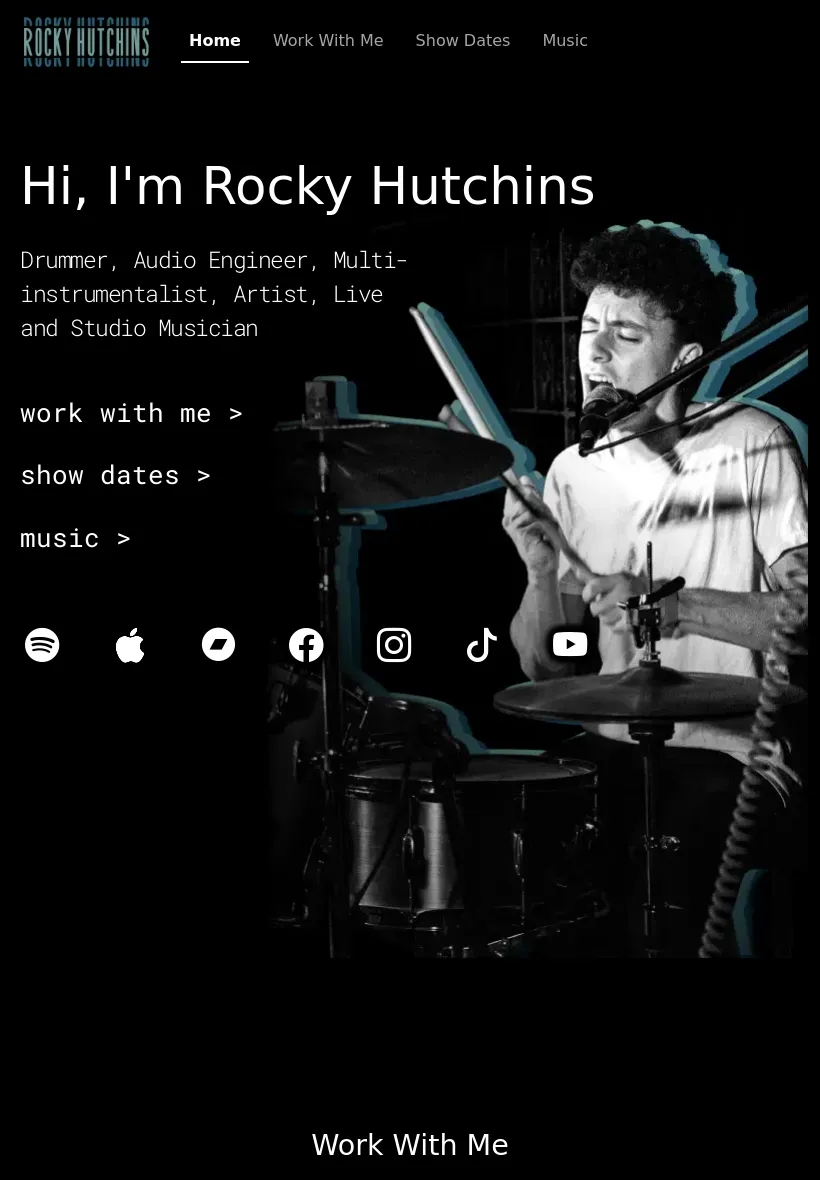 ROCKY HUTCHINS
Home
Work With Me
Show Dates
Music
Hi, I'm Rocky Hutchins
Drummer, Audio Engineer, Multi-
instrumentalist, Artist, Live
and Studio Musician
work with me >
show dates >
music >
Work With Me